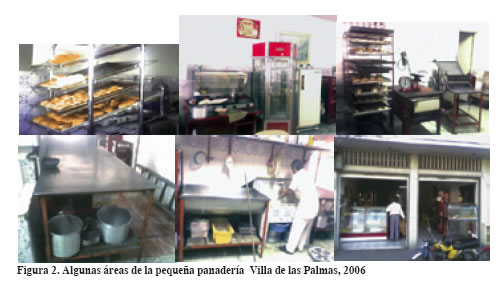 Figura 2. Algunas áreas de la pequeña panadería Villa de las Palmas, 2006